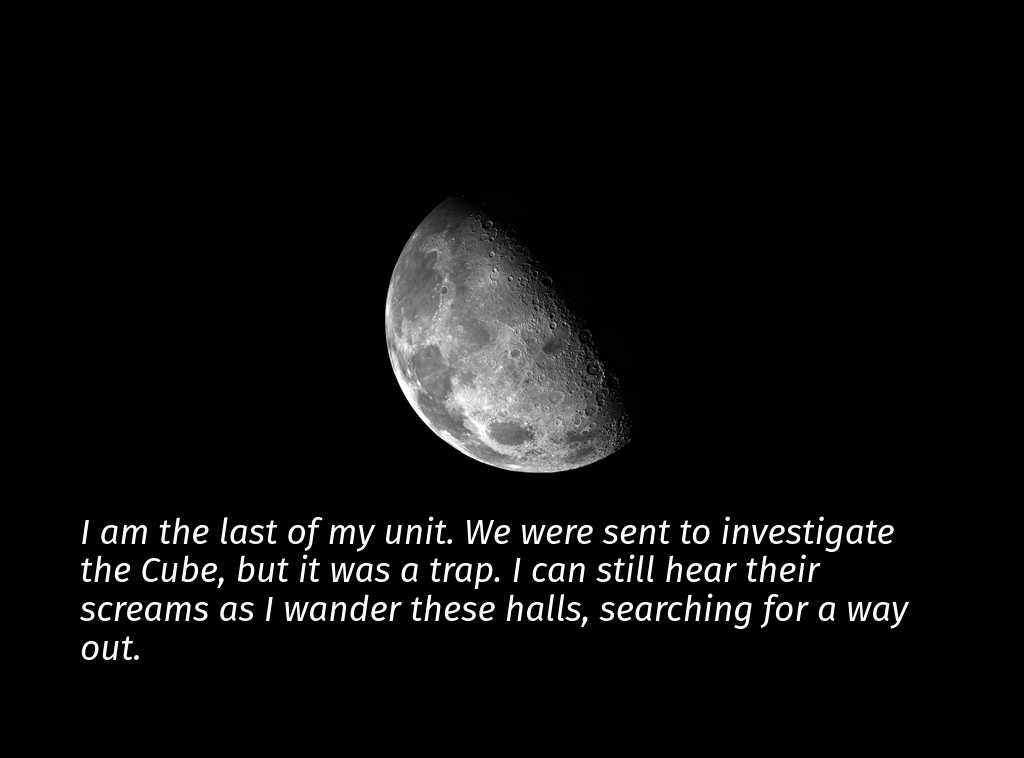 I am the last of my unit. We were sent to investigate
the Cube, but it was a trap. I can still hear their
screams as I wander these halls, searching for a way
out.